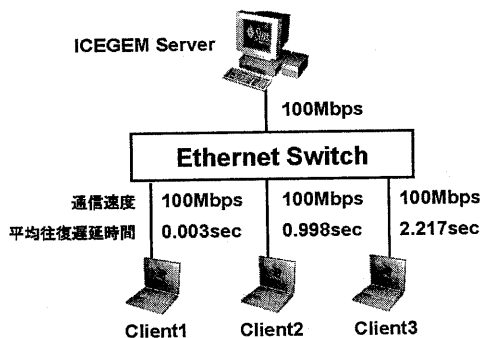 ICEGEM Server
100Mbps
Ethernet Switch
通信速度 100Mbps 100Mbps 100Mbps
平均往復遅延時間 0.003sec 0.998sec 2.217sec
Client1 Client2 Client3